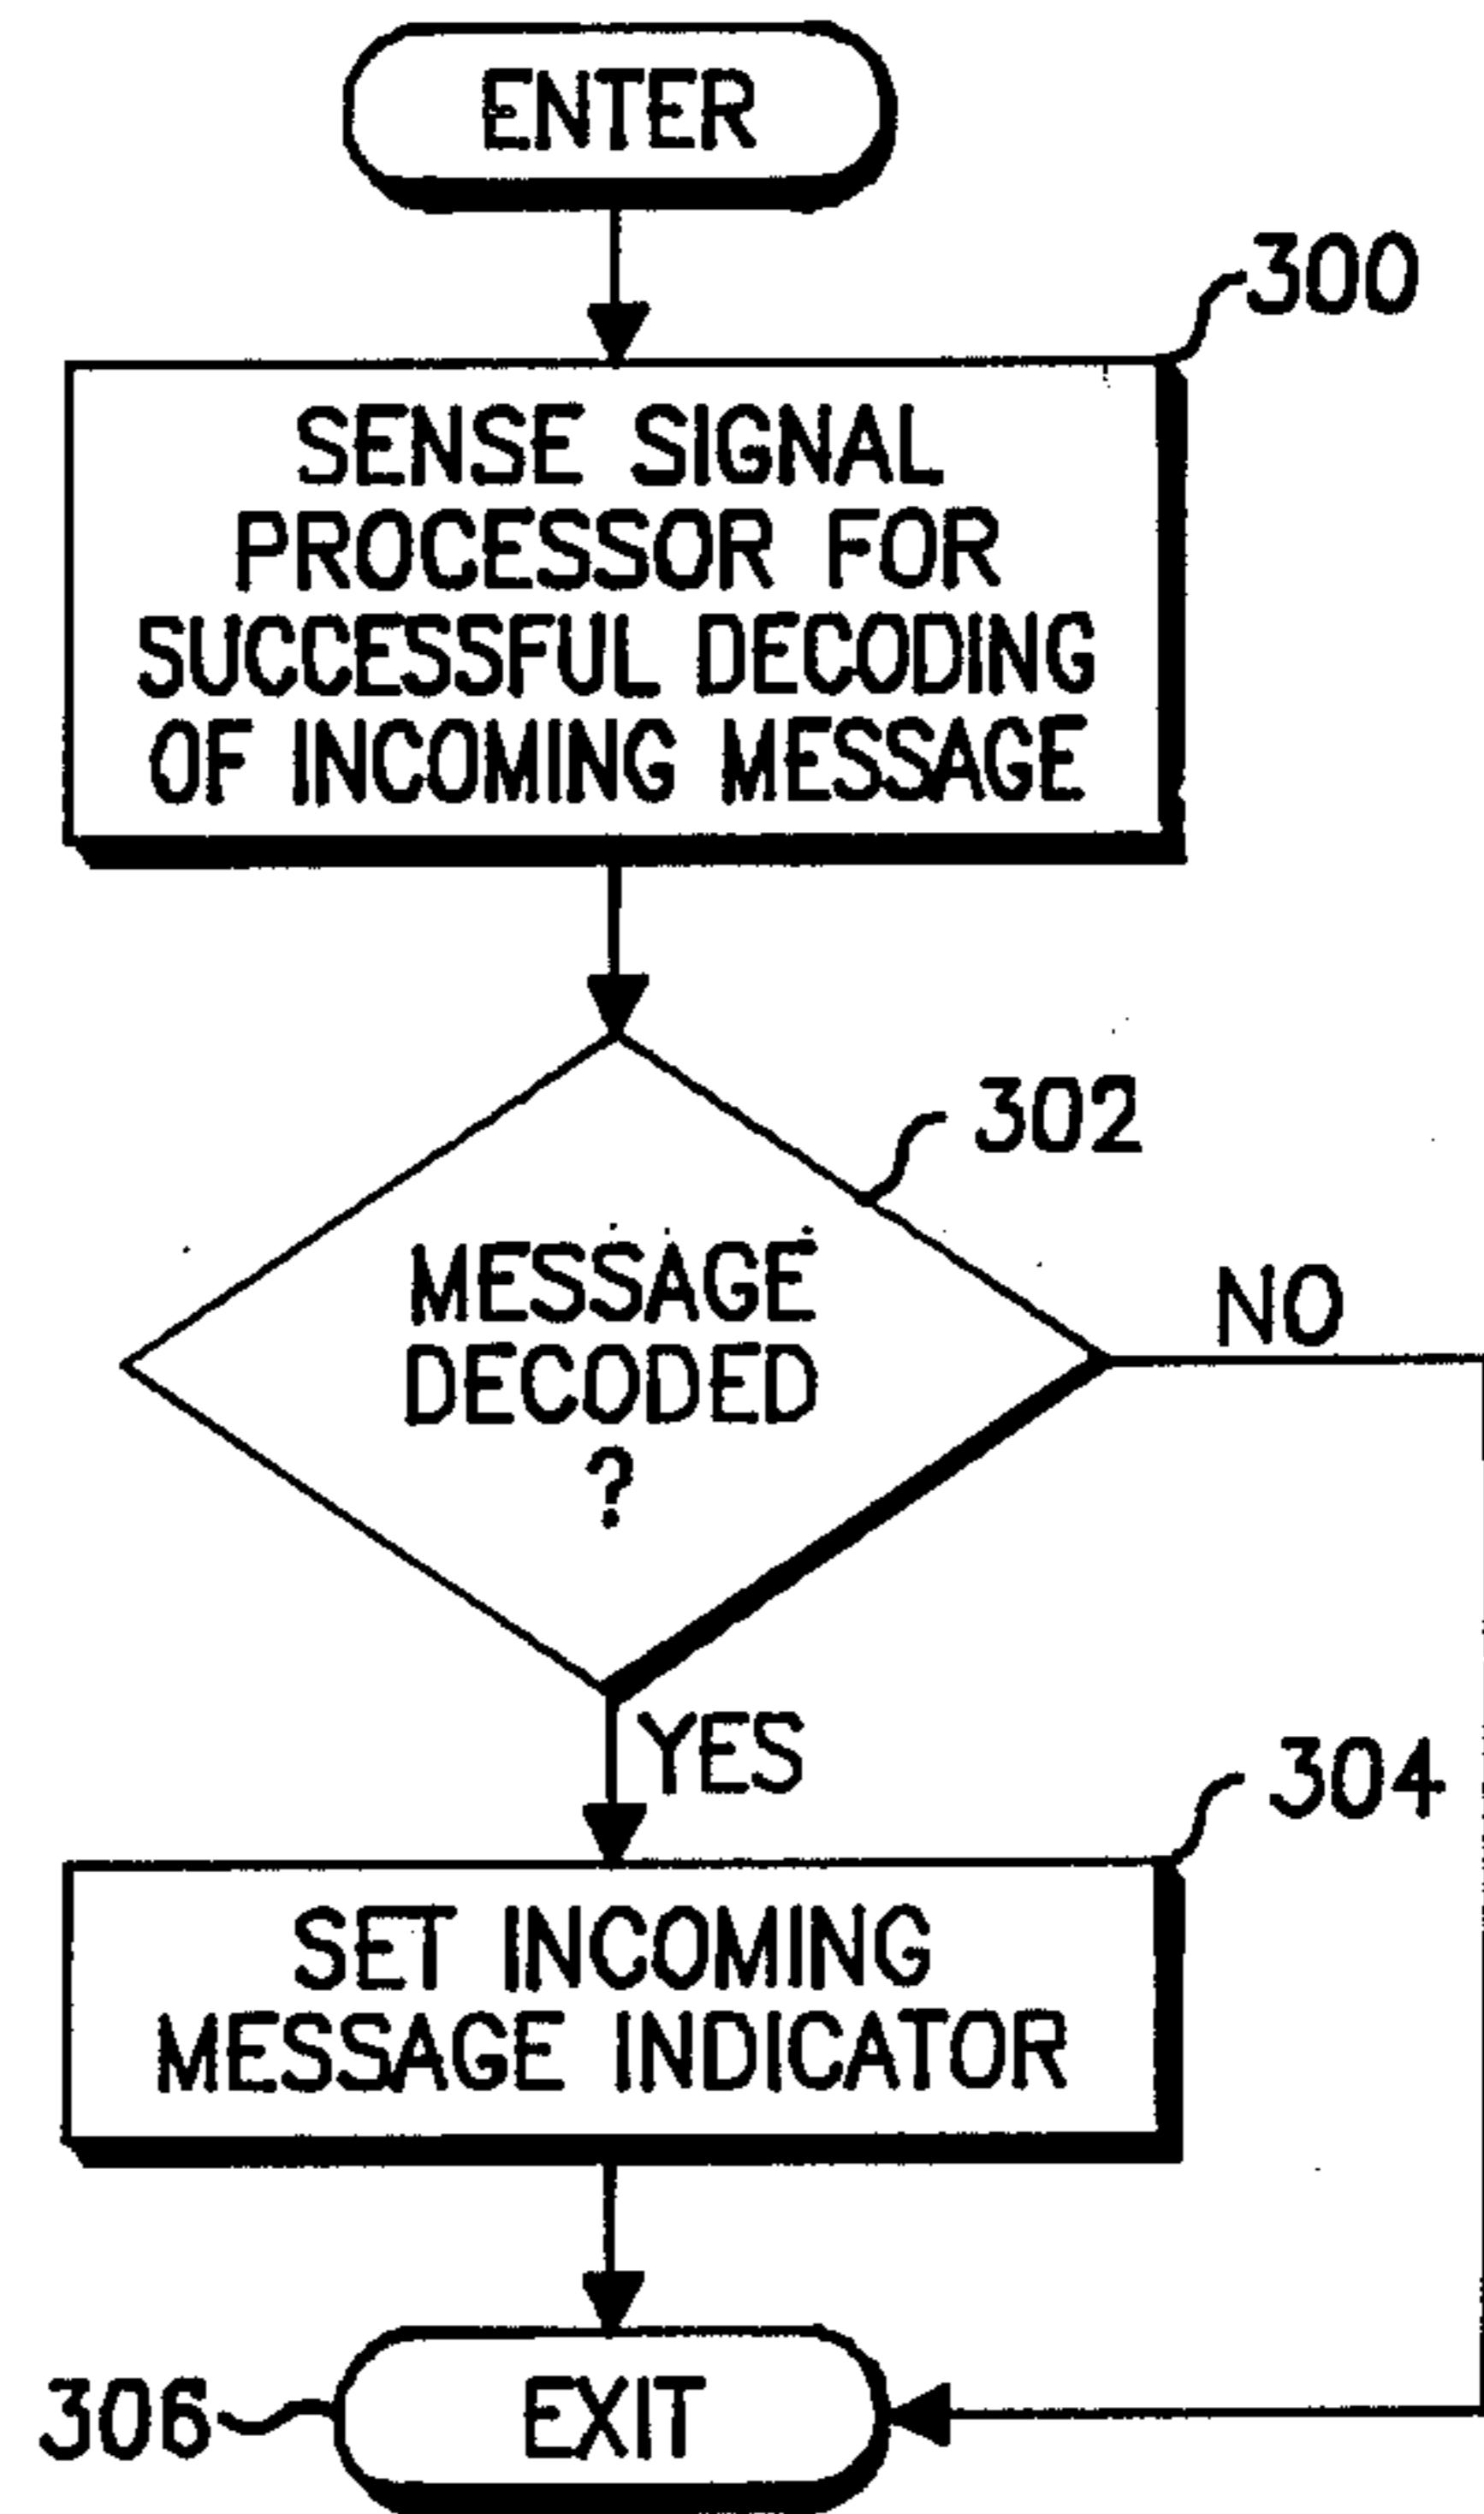 ENTER
300
SENSE SIGNAL
PROCESSOR FOR
SUCCESSFUL DECODING
OF INCOMING MESSAGE
302
MESSAGE
DECODED
?
NO
YES
304
SET INCOMING
MESSAGE INDICATOR
306
EXIT